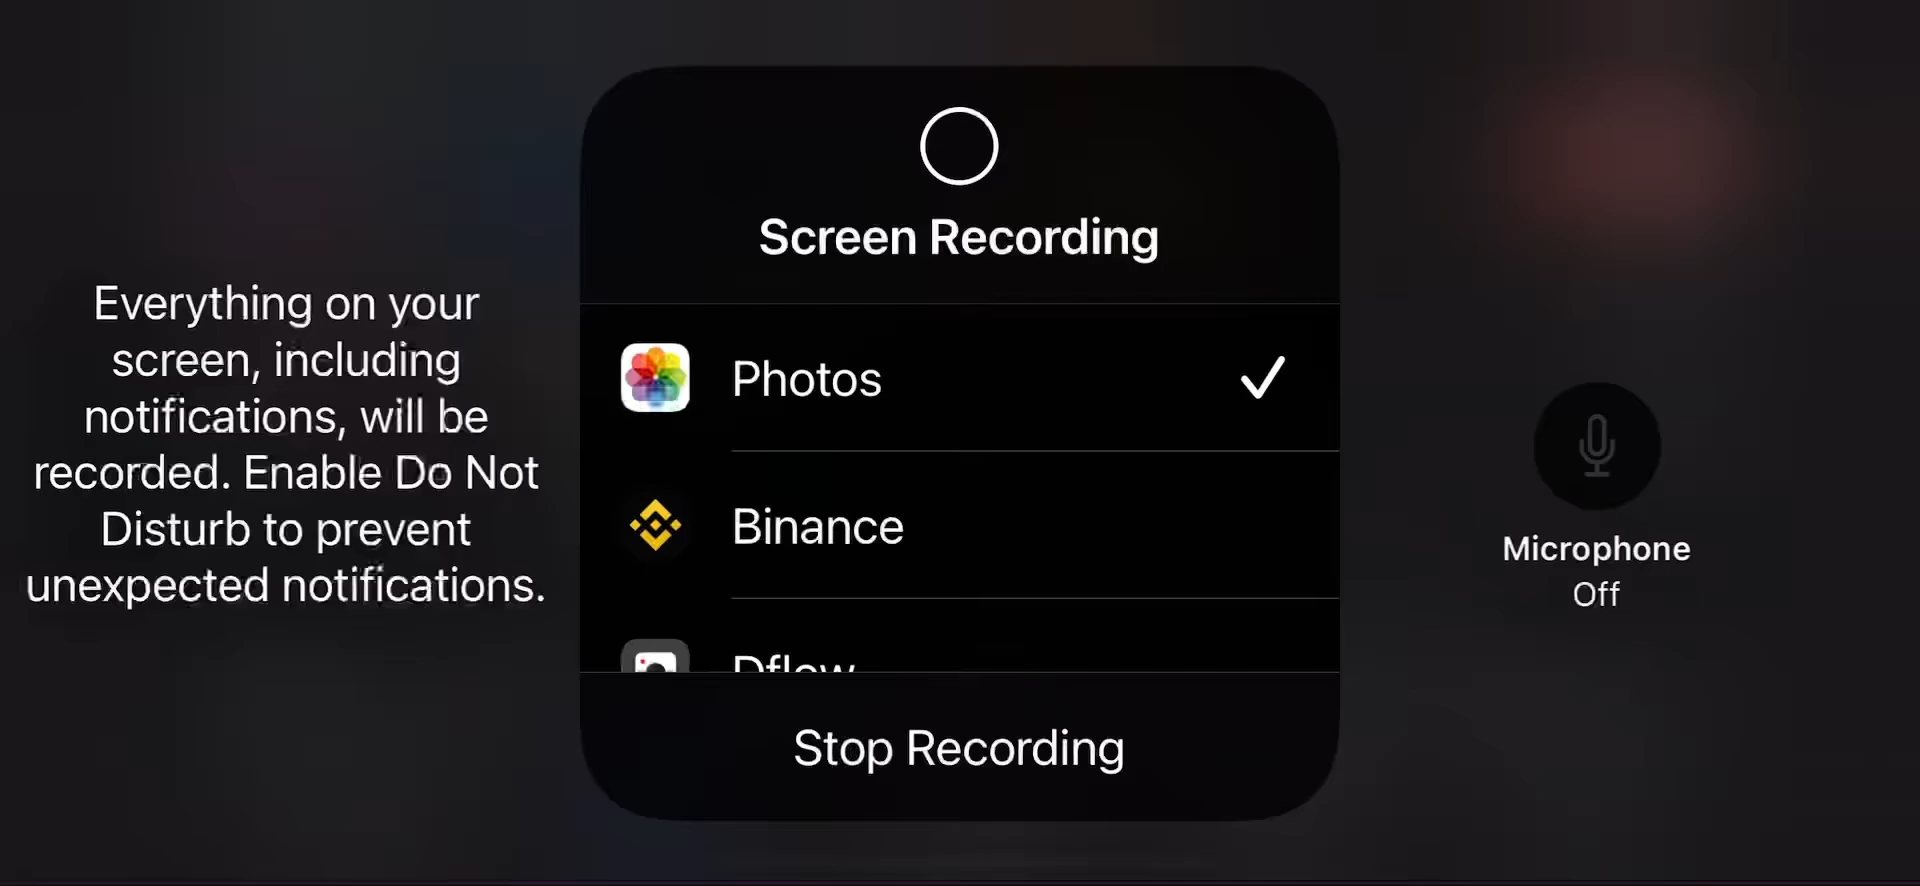 Everything on your
screen, including
notifications, will be
recorded. Enable Do Not
Disturb to prevent
unexpected notifications.
Screen Recording
Photos
Binance
Dflow
Stop Recording
Microphone
Off